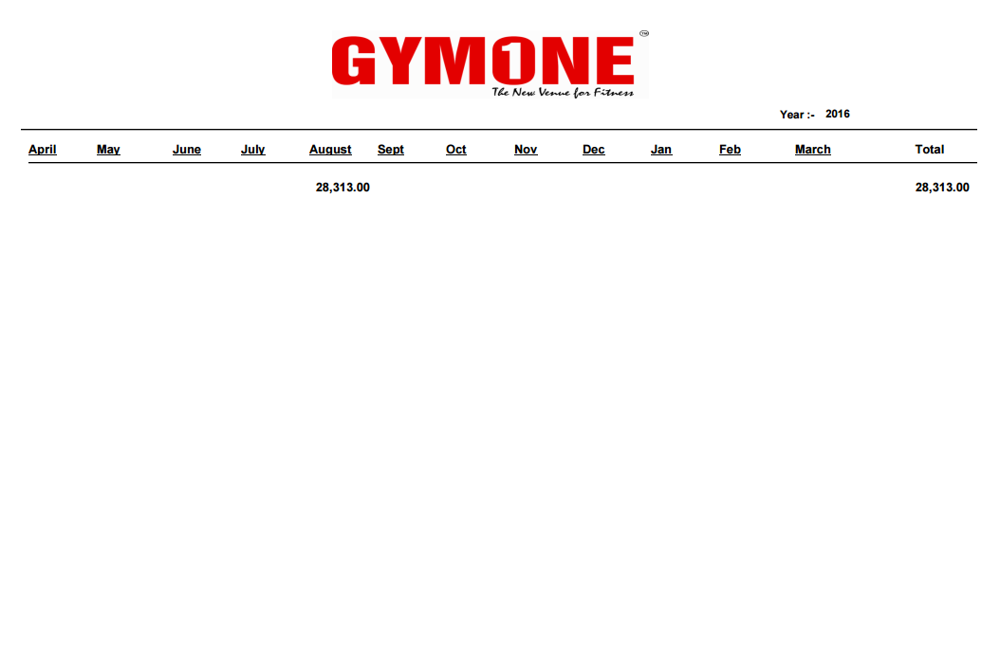 GYMONE ™
The New Venue for Fitness
Year :- 2016
April May June July August Sept Oct Nov Dec Jan Feb March Total
28,313.00 28,313.00